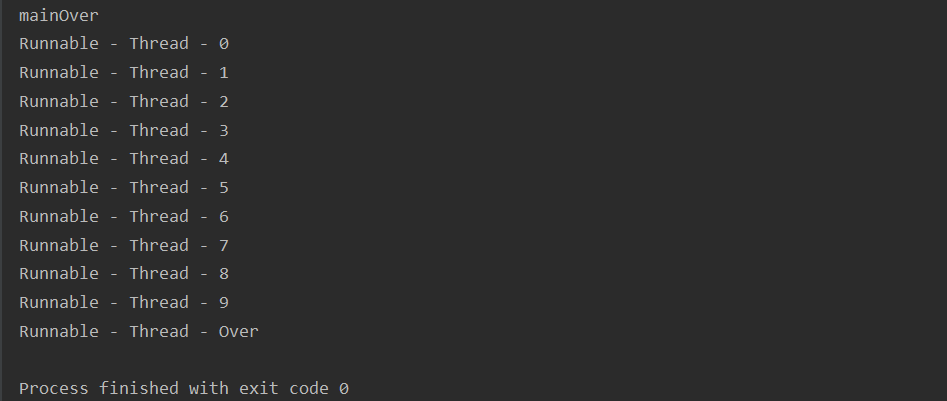 mainOver
Runnable - Thread - 0
Runnable - Thread - 1
Runnable - Thread - 2
Runnable - Thread - 3
Runnable - Thread - 4
Runnable - Thread - 5
Runnable - Thread - 6
Runnable - Thread - 7
Runnable - Thread - 8
Runnable - Thread - 9
Runnable - Thread - Over
Process finished with exit code 0